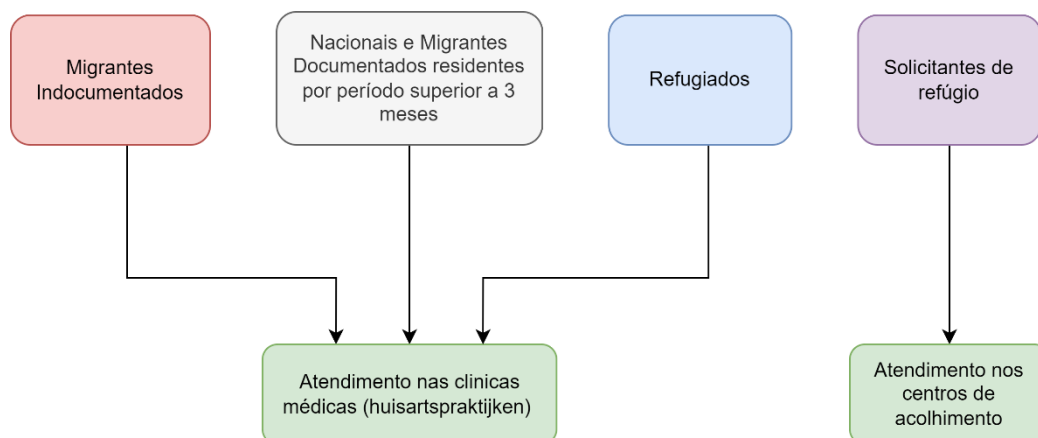 Migrantes
Indocumentados
Nacionais e Migrantes
Documentados residentes
por período superior a 3
meses
Refugiados
Solicitantes de
refúgio
Atendimento nas clinicas
médicas (huisartspraktijken)
Atendimento nos
centros de
acolhimento